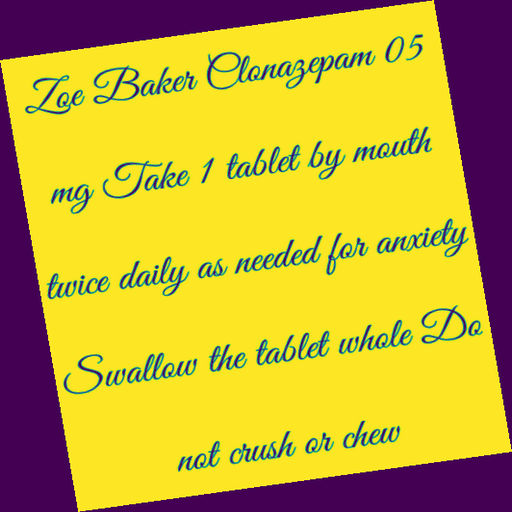 Zoe Baker Clonazepam 05
mg Take 1 tablet by mouth
twice daily as needed for anxiety
Swallow the tablet whole Do
not crush or chew